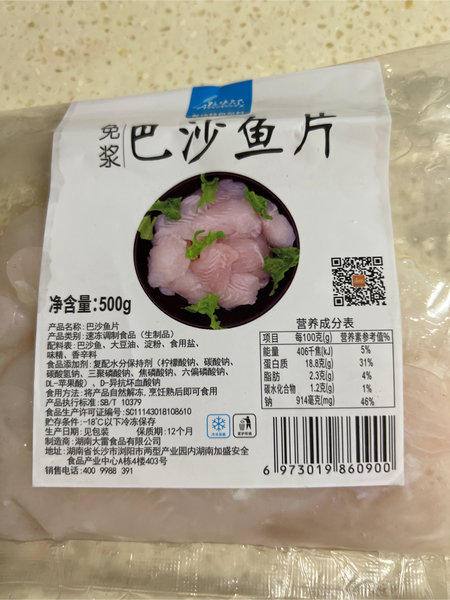 免浆 巴沙鱼片
净含量:500g
产品名称: 巴沙鱼片
产品类别: 速冻调制食品（生制品）
配料表: 巴沙鱼、大豆油、淀粉、食用盐、
味精、香辛料
食品添加剂: 复配水分保持剂（柠檬酸钠、碳酸钠、
碳酸氢钠、三聚磷酸钠、焦磷酸钠、六偏磷酸钠、
DL-苹果酸）、D-异抗坏血酸钠
食用方法: 将产品自然解冻、烹饪熟后即可食用
产品执行标准: SB/T 10379
食品生产许可证编号: SC01143018108610
贮存条件: -18℃以下冷冻保存
生产日期: 见包装 保质期: 12个月
制造商: 湖南大雷食品有限公司
地址: 湖南省长沙市浏阳市两型产业园内湖南加盛安全
食品产业中心A栋4楼403号
销售电话: 400 9988 391
营养成分表
项目 每100克(g) 营养素参考值%
能量 406千焦(kJ) 5%
蛋白质 18.8克(g) 31%
脂肪 2.3克(g) 4%
碳水化合物 1.2克(g) 1%
钠 914毫克(mg) 46%
6 973019 860900